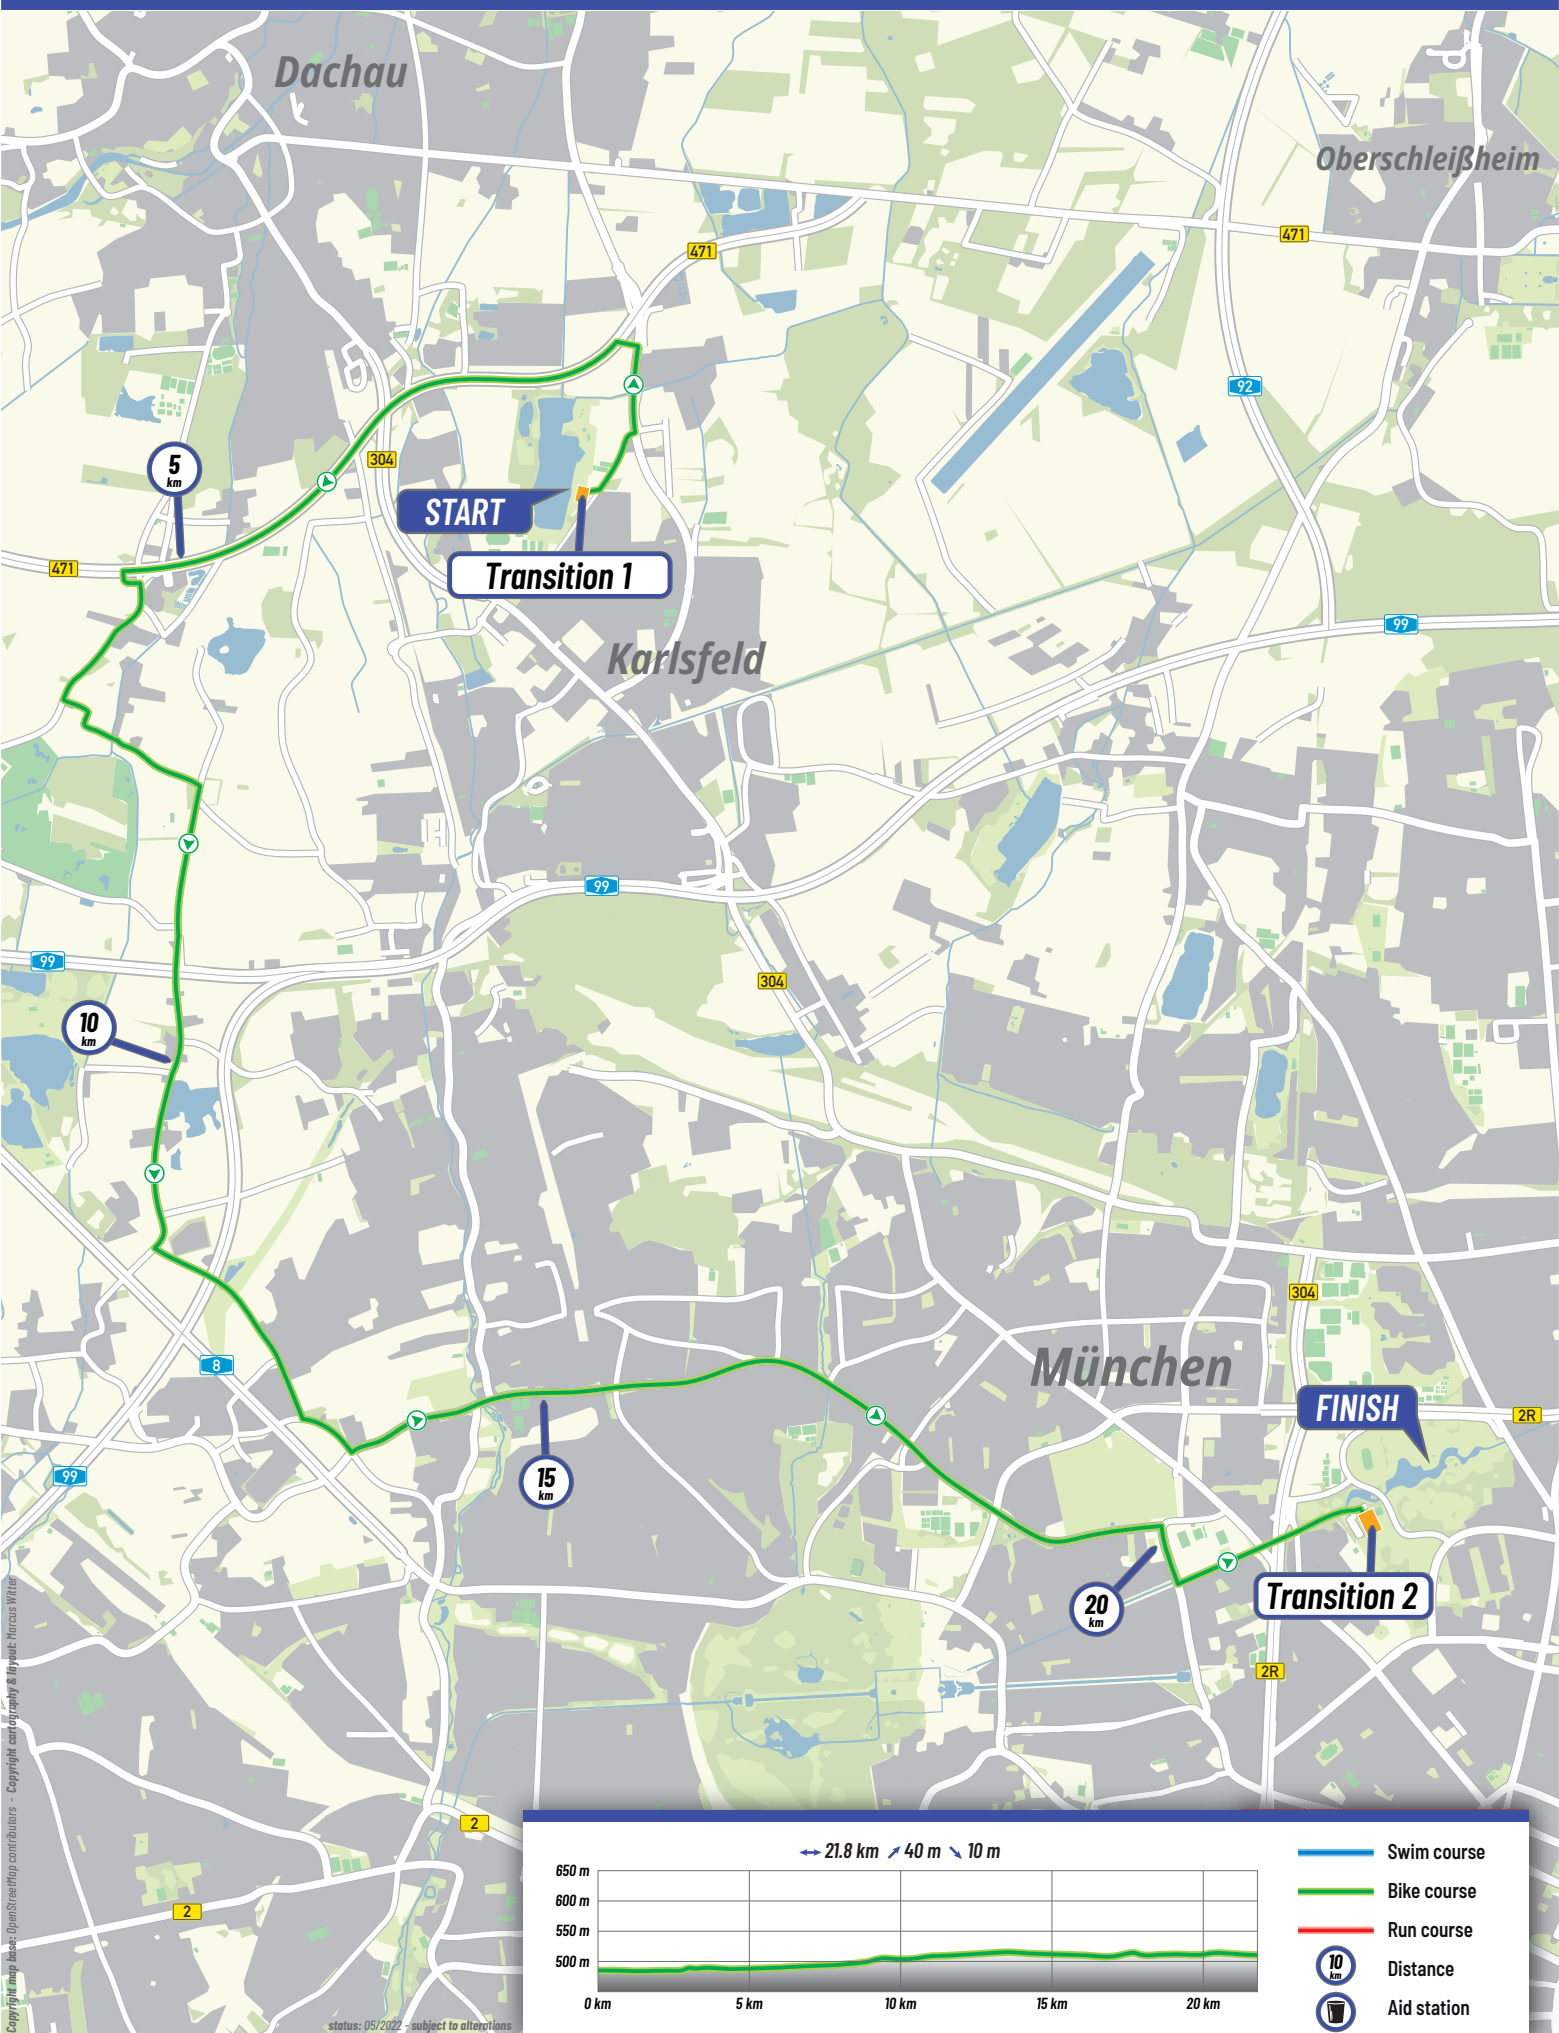 Dachau
Oberschleißheim
471
471
92
5
km
304
START
Transition 1
471
99
Karlsfeld
99
99
304
10
km
304
München
8
FINISH
2R
99
15
km
20
km
Transition 2
2R
2
2
21.8 km 40 m 10 m
650 m
600 m
550 m
500 m
0 km 5 km 10 km 15 km 20 km
Swim course
Bike course
Run course
10
km
Distance
Aid station
status: 05/2022 - subject to alterations
Copyright map base: OpenStreetMap contributors - Copyright cartography & layout: Marcus Witter